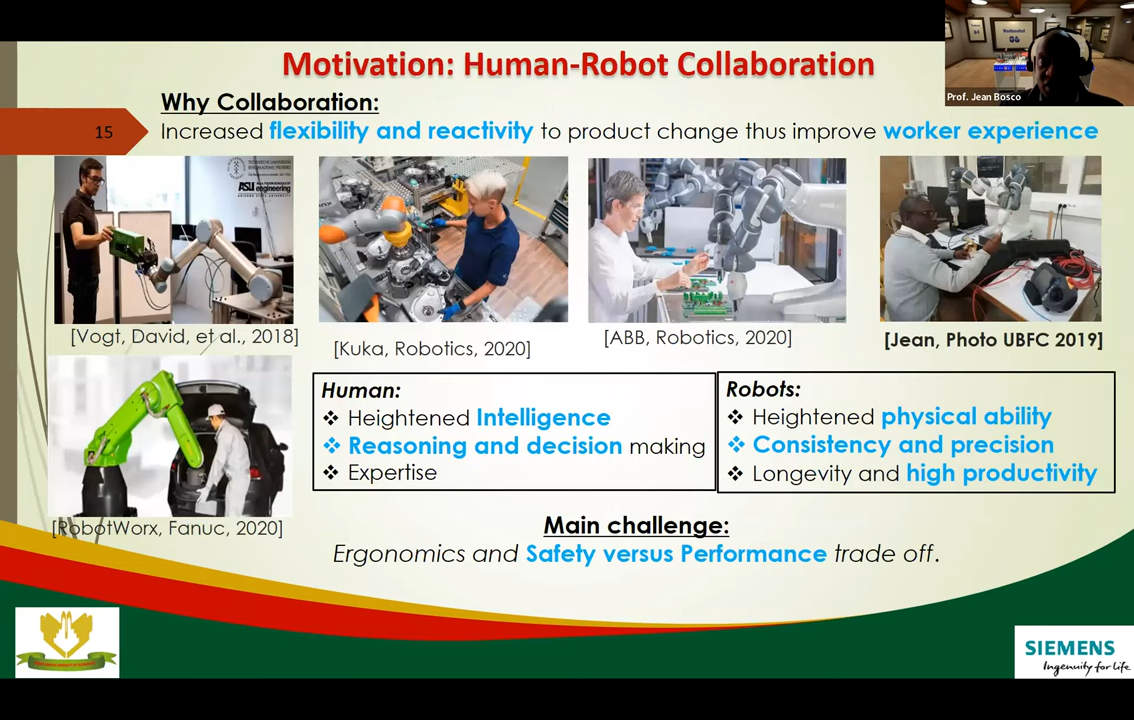 Motivation: Human-Robot Collaboration
Prof. Jean Bosco
Why Collaboration:
15
Increased flexibility and reactivity to product change thus improve worker experience
ASU engineering
[Vogt, David, et al., 2018]
[Kuka, Robotics, 2020]
[ABB, Robotics, 2020]
[Jean, Photo UBFC 2019]
Human:
❖ Heightened Intelligence
❖ Reasoning and decision making
❖ Expertise
Robots:
❖ Heightened physical ability
❖ Consistency and precision
❖ Longevity and high productivity
[RobotWorx, Fanuc, 2020]
Main challenge:
Ergonomics and Safety versus Performance trade off.
SIEMENS
Ingenuity for life